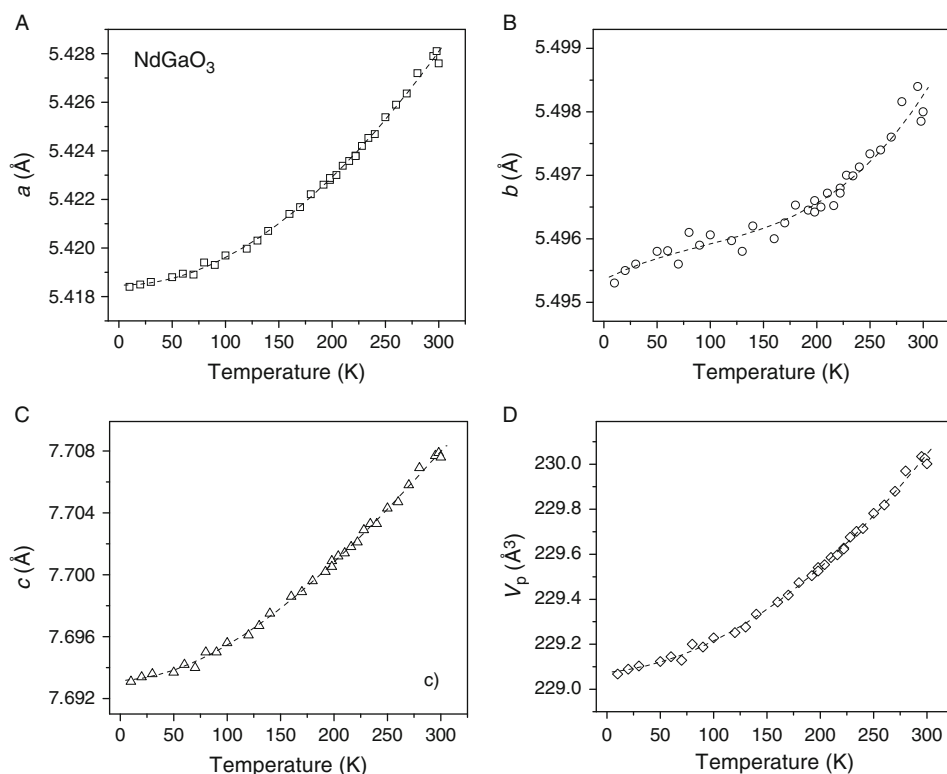 A
NdGaO3
5.428
5.426
5.424
5.422
5.420
5.418
a (Å)
0 50 100 150 200 250 300
Temperature (K)
B
5.499
5.498
5.497
5.496
5.495
b (Å)
0 50 100 150 200 250 300
Temperature (K)
C
7.708
7.704
7.700
7.696
7.692
c (Å)
c)
0 50 100 150 200 250 300
Temperature (K)
D
230.0
229.8
229.6
229.4
229.2
229.0
Vp (Å3)
0 50 100 150 200 250 300
Temperature (K)